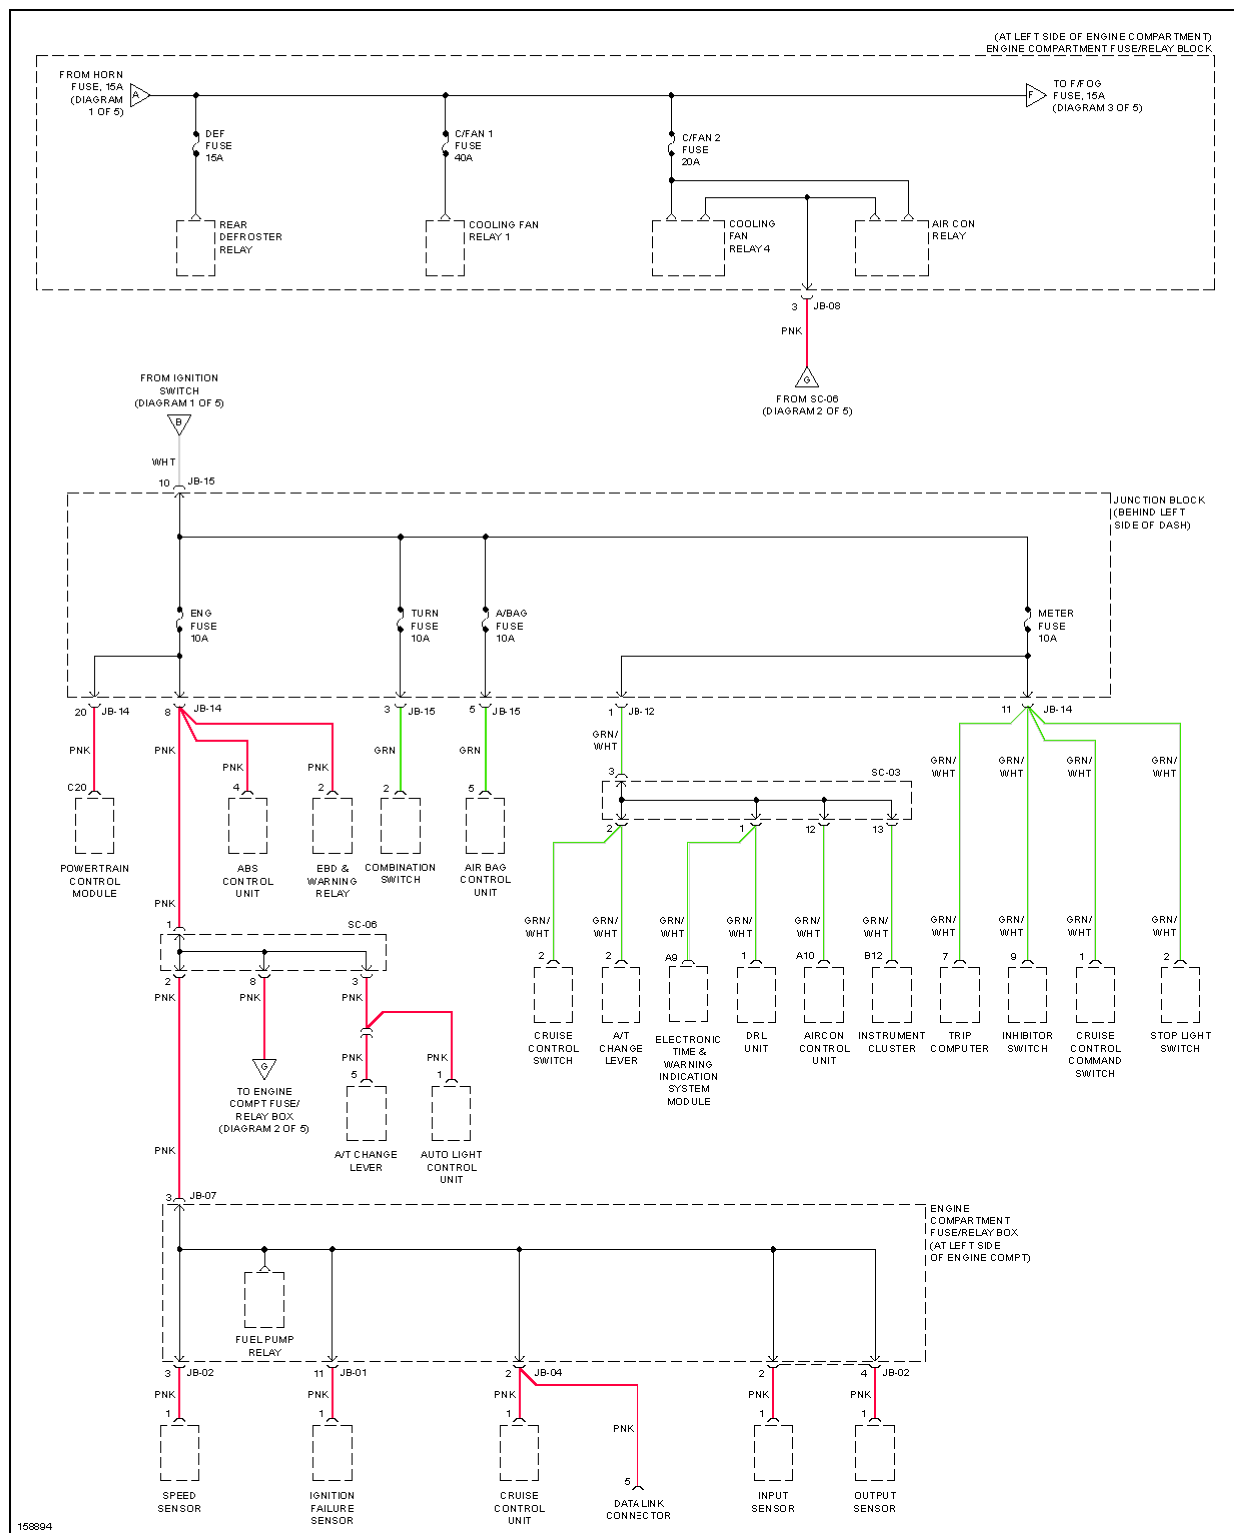 (AT LEFT SIDE OF ENGINE COMPARTMENT)
ENGINE COMPARTMENT FUSE/RELAY BLOCK
FROM HORN
FUSE, 15A
(DIAGRAM
1 OF 5)
A
F
TO F/FOG
FUSE, 15A
(DIAGRAM 3 OF 5)
DEF
FUSE
15A
C/FAN 1
FUSE
40A
C/FAN 2
FUSE
20A
REAR
DEFROSTER
RELAY
COOLING FAN
RELAY 1
COOLING
FAN
RELAY 4
AIR CON
RELAY
3
JB-08
PNK
G
FROM SC-06
(DIAGRAM 2 OF 5)
FROM IGNITION
SWITCH
(DIAGRAM 1 OF 5)
B
WHT
10
JB-15
JUNCTION BLOCK
(BEHIND LEFT
SIDE OF DASH)
ENG
FUSE
10A
TURN
FUSE
10A
A/BAG
FUSE
10A
METER
FUSE
10A
20
JB-14
8
JB-14
3
JB-15
5
JB-15
1
JB-12
11
JB-14
PNK
PNK
PNK
PNK
GRN
GRN
GRN/
WHT
GRN/
WHT
GRN/
WHT
GRN/
WHT
GRN/
WHT
3
SC-03
C20
4
2
2
5
2
1
12
13
POWERTRAIN
CONTROL
MODULE
ABS
CONTROL
UNIT
EBD &
WARNING
RELAY
COMBINATION
SWITCH
AIR BAG
CONTROL
UNIT
PNK
1
SC-06
GRN/
WHT
GRN/
WHT
GRN/
WHT
GRN/
WHT
GRN/
WHT
GRN/
WHT
GRN/
WHT
GRN/
WHT
GRN/
WHT
GRN/
WHT
2
2
A9
1
A10
B12
7
9
1
2
CRUISE
CONTROL
SWITCH
A/T
CHANGE
LEVER
ELECTRONIC
TIME &
WARNING
INDICATION
SYSTEM
MODULE
DRL
UNIT
AIRCON
CONTROL
UNIT
INSTRUMENT
CLUSTER
TRIP
COMPUTER
INHIBITOR
SWITCH
CRUISE
CONTROL
COMMAND
SWITCH
STOP LIGHT
SWITCH
2
8
3
PNK
PNK
PNK
G
TO ENGINE
COMPT FUSE/
RELAY BOX
(DIAGRAM 2 OF 5)
PNK
PNK
5
1
A/T CHANGE
LEVER
AUTO LIGHT
CONTROL
UNIT
PNK
3
JB-07
ENGINE
COMPARTMENT
FUSE/RELAY BOX
(AT LEFT SIDE
OF ENGINE COMPT)
FUEL PUMP
RELAY
3
JB-02
11
JB-01
2
JB-04
2
4
JB-02
PNK
PNK
PNK
PNK
PNK
PNK
1
1
1
5
1
1
SPEED
SENSOR
IGNITION
FAILURE
SENSOR
CRUISE
CONTROL
UNIT
DATA LINK
CONNECTOR
INPUT
SENSOR
OUTPUT
SENSOR
158894